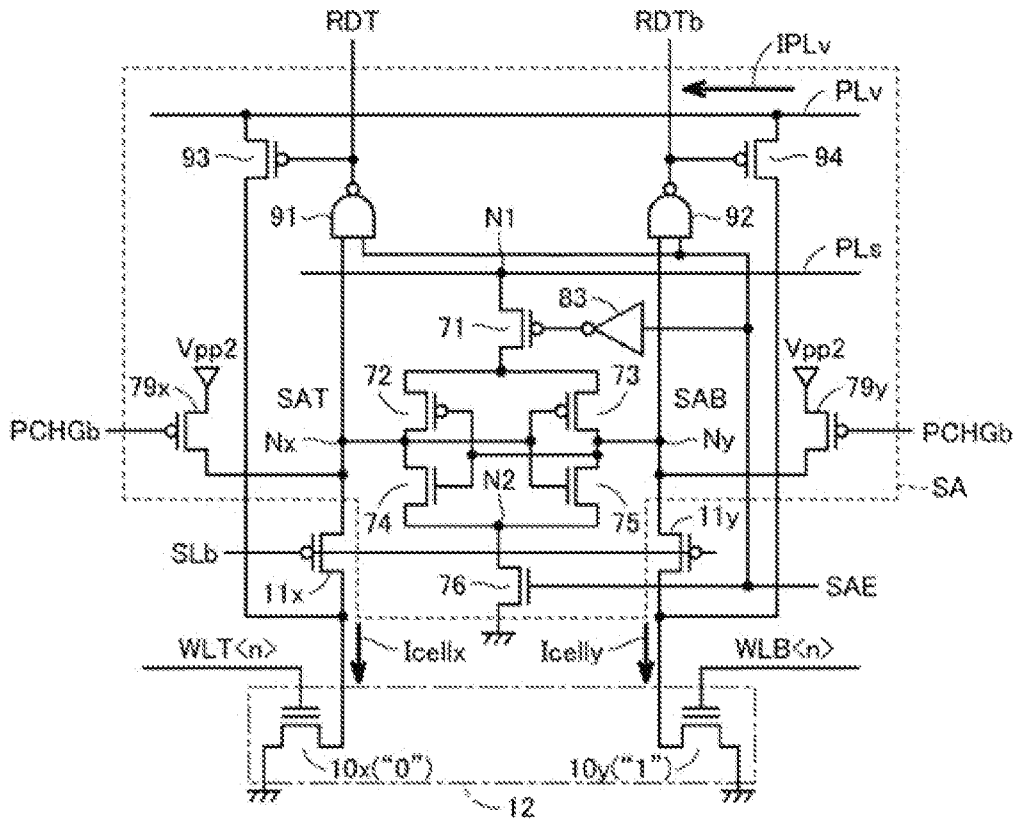 RDT RDTb
IPLv
PLv
93 94
91 92
N1
PLs
83
71
Vpp2 Vpp2
79x 72 73 79y
SAT SAB
PCHGb Nx Ny PCHGb
N2 SA
74 75 11y
SLb
11x 76 SAE
WLT<n> Icellx Icelly WLB<n>
10x("0") 10y("1")
12